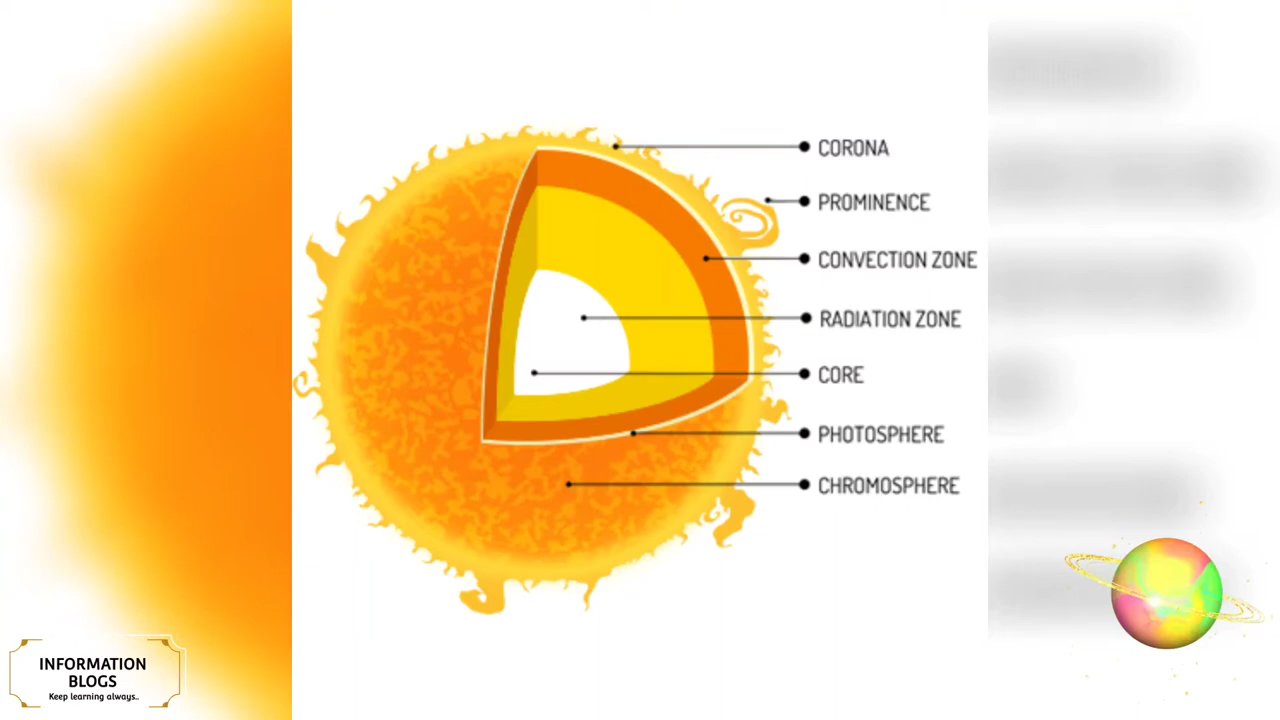 CORONA
PROMINENCE
CONVECTION ZONE
RADIATION ZONE
CORE
PHOTOSPHERE
CHROMOSPHERE
INFORMATION
BLOGS
Keep learning always..